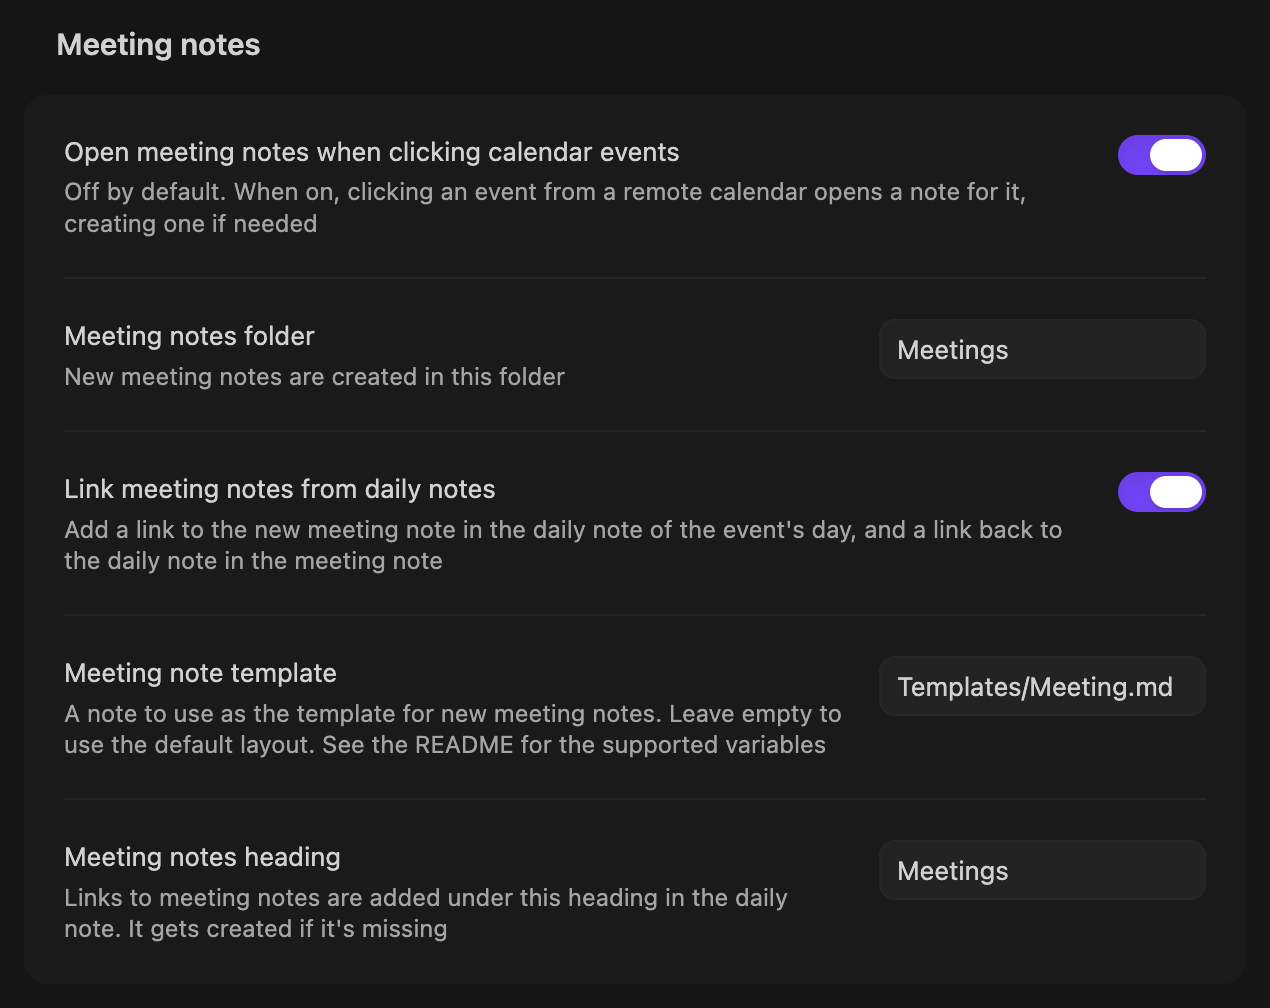 Meeting notes
Open meeting notes when clicking calendar events
Off by default. When on, clicking an event from a remote calendar opens a note for it,
creating one if needed
Meeting notes folder
New meeting notes are created in this folder
Meetings
Link meeting notes from daily notes
Add a link to the new meeting note in the daily note of the event's day, and a link back to
the daily note in the meeting note
Meeting note template
A note to use as the template for new meeting notes. Leave empty to
use the default layout. See the README for the supported variables
Templates/Meeting.md
Meeting notes heading
Links to meeting notes are added under this heading in the daily
note. It gets created if it's missing
Meetings